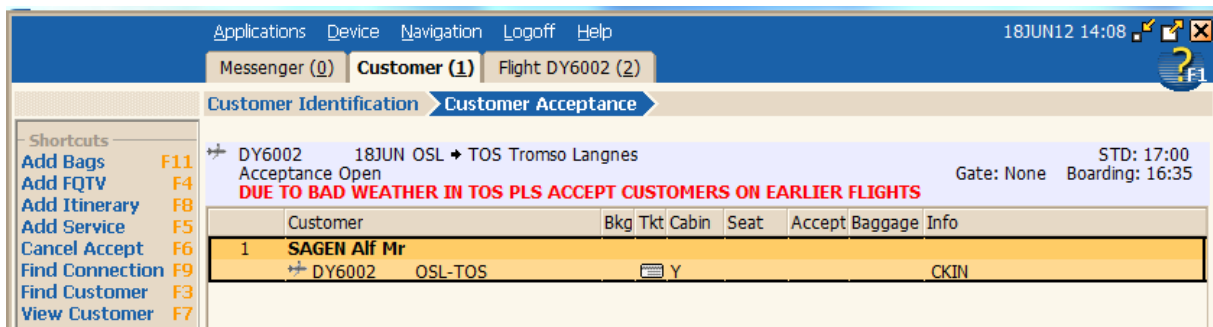 Applications Device Navigation Logoff Help 18JUN12 14:08
Messenger (0) Customer (1) Flight DY6002 (2)
?F1
Customer Identification Customer Acceptance
Shortcuts
Add Bags F11
Add FQTV F4
Add Itinerary F8
Add Service F5
Cancel Accept F6
Find Connection F9
Find Customer F3
View Customer F7
DY6002 18JUN OSL → TOS Tromso Langnes STD: 17:00
Acceptance Open Gate: None Boarding: 16:35
DUE TO BAD WEATHER IN TOS PLS ACCEPT CUSTOMERS ON EARLIER FLIGHTS
Customer Bkg Tkt Cabin Seat Accept Baggage Info
1 SAGEN Alf Mr
DY6002 OSL-TOS Y CKIN